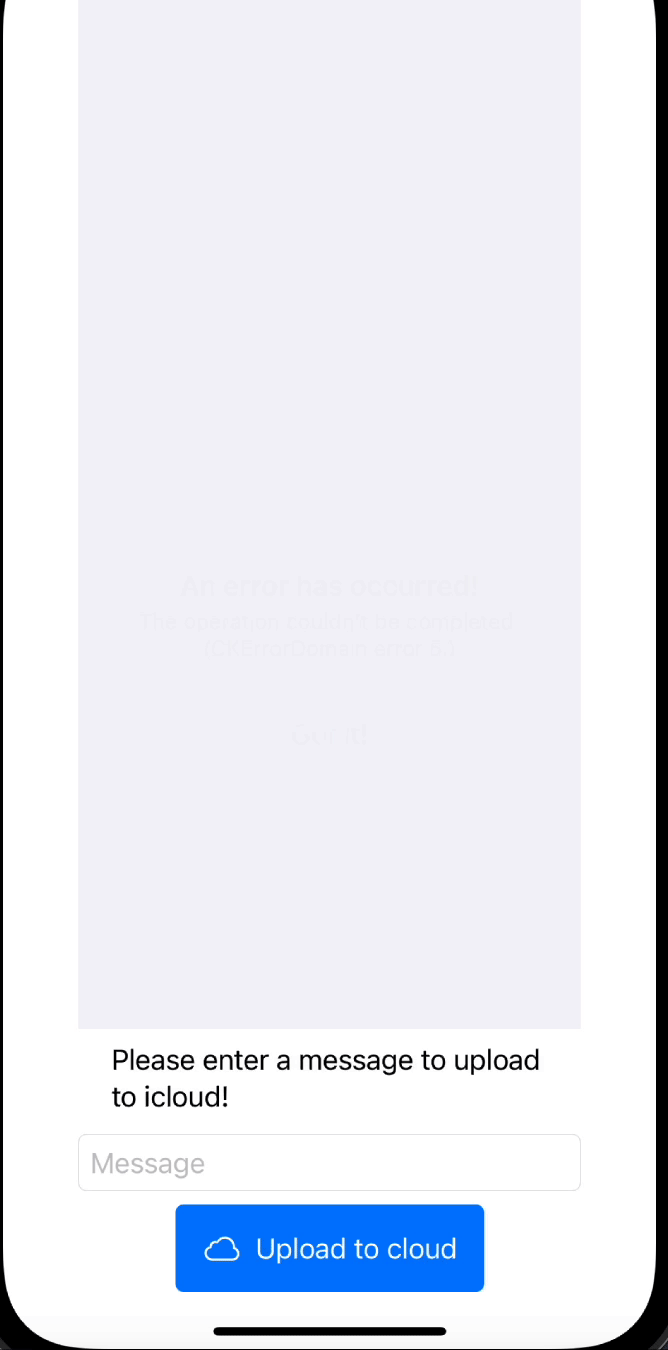 An error has occurred!
The operation couldn't be completed.
(CKErrorDomain error
Got it!
Please enter a message to upload
to icloud!
Message
Upload to cloud